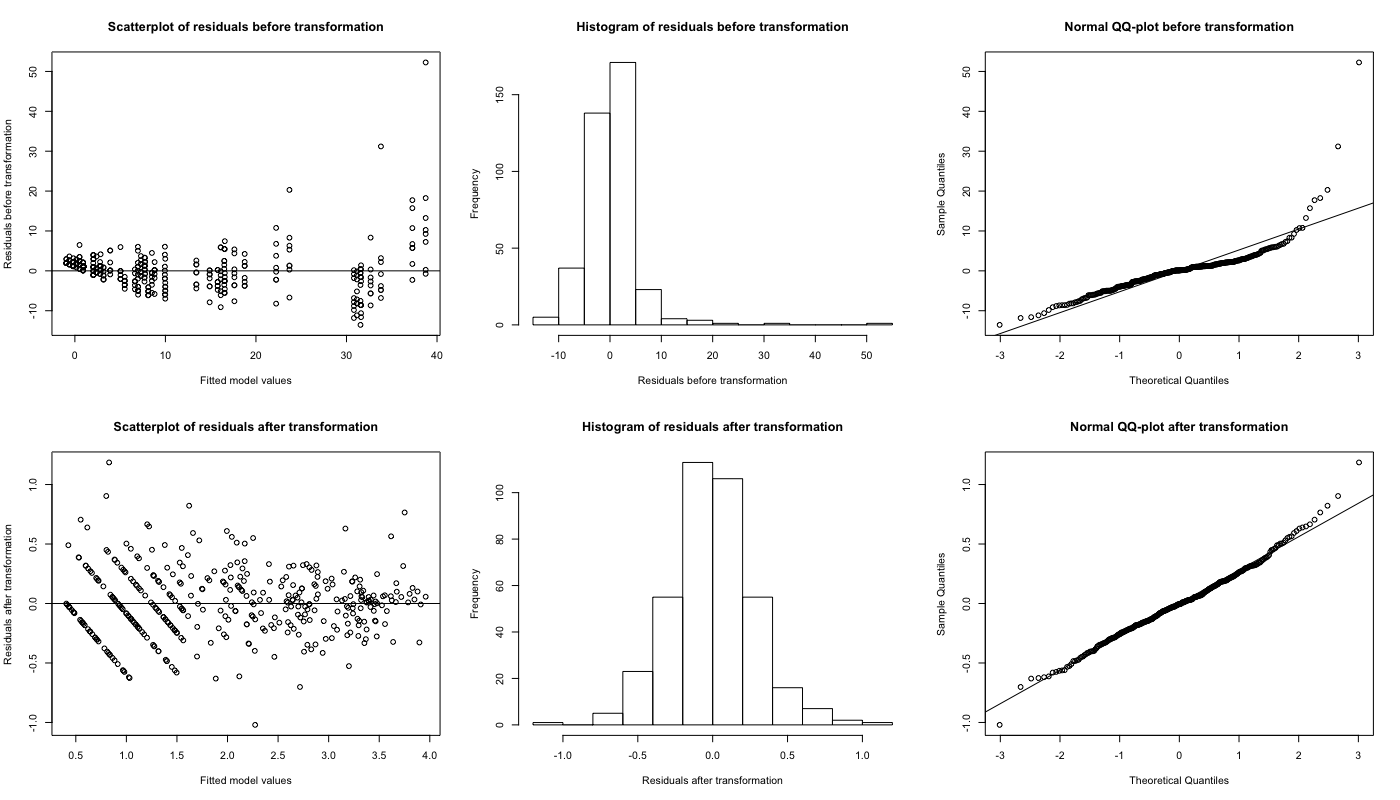 Scatterplot of residuals before transformation
Residuals before transformation
50
40
30
20
10
0
-10
0 10 20 30 40
Fitted model values
Histogram of residuals before transformation
Frequency
150
100
50
0
-10 0 10 20 30 40 50
Residuals before transformation
Normal QQ-plot before transformation
Sample Quantiles
50
40
30
20
10
0
-10
-3 -2 -1 0 1 2 3
Theoretical Quantiles
Scatterplot of residuals after transformation
Residuals after transformation
1.0
0.5
0.0
-0.5
-1.0
0.5 1.0 1.5 2.0 2.5 3.0 3.5 4.0
Fitted model values
Histogram of residuals after transformation
Frequency
100
80
60
40
20
0
-1.0 -0.5 0.0 0.5 1.0
Residuals after transformation
Normal QQ-plot after transformation
Sample Quantiles
1.0
0.5
0.0
-0.5
-1.0
-3 -2 -1 0 1 2 3
Theoretical Quantiles